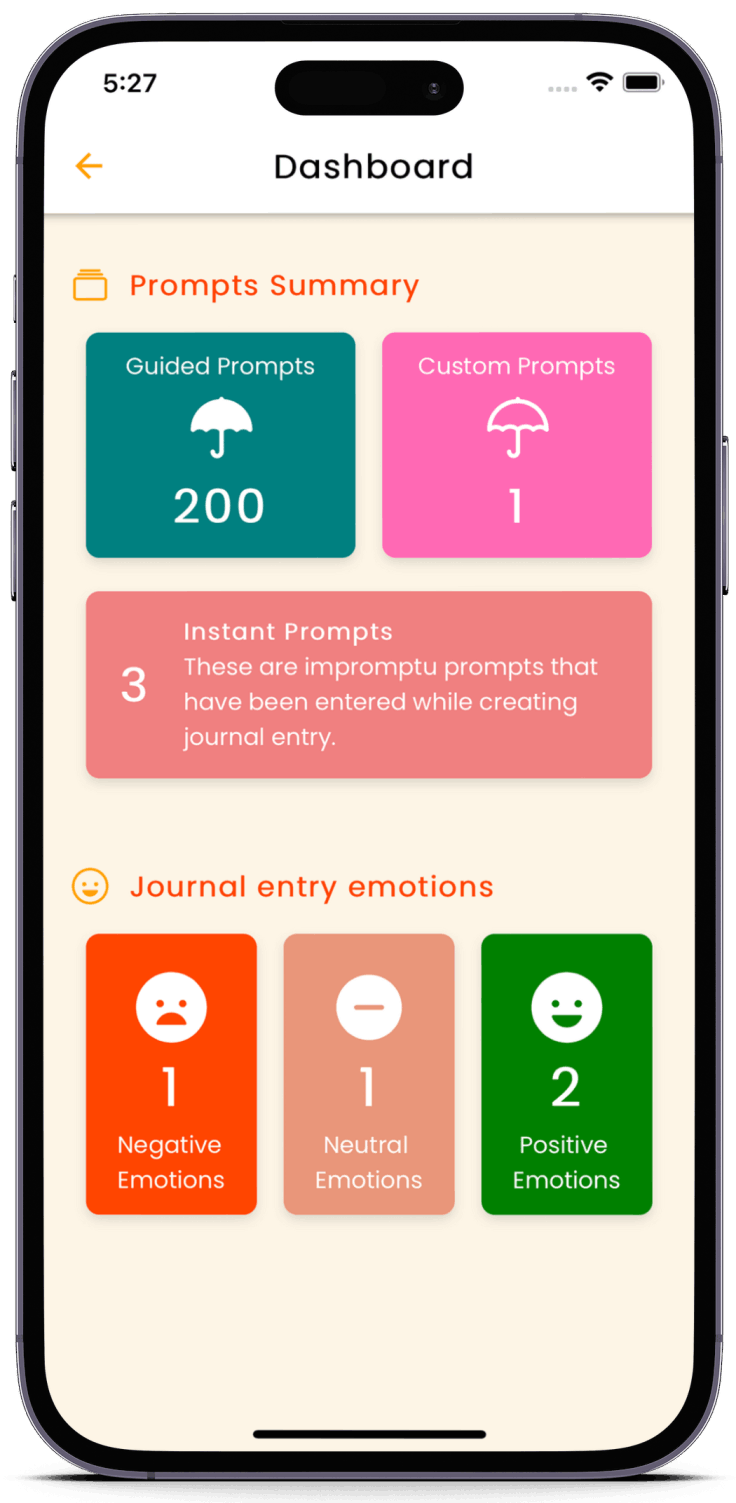 5:27
Dashboard
Prompts Summary
Guided Prompts
200
Custom Prompts
1
Instant Prompts
3
These are impromptu prompts that
have been entered while creating
journal entry.
Journal entry emotions
1
Negative
Emotions
1
Neutral
Emotions
2
Positive
Emotions